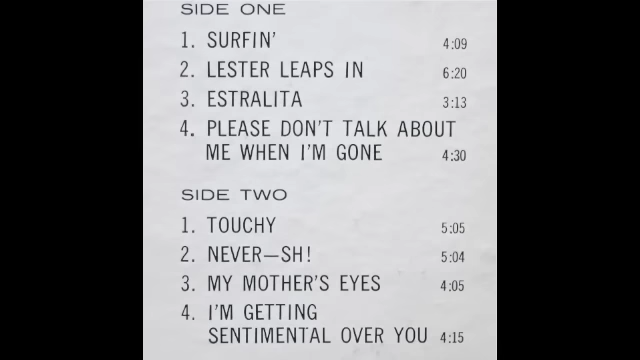 SIDE ONE
1. SURFIN' 4:09
2. LESTER LEAPS IN 6:20
3. ESTRALITA 3:13
4. PLEASE DON'T TALK ABOUT
ME WHEN I'M GONE 4:30
SIDE TWO
1. TOUCHY 5:05
2. NEVER—SH! 5:04
3. MY MOTHER'S EYES 4:05
4. I'M GETTING
SENTIMENTAL OVER YOU 4:15